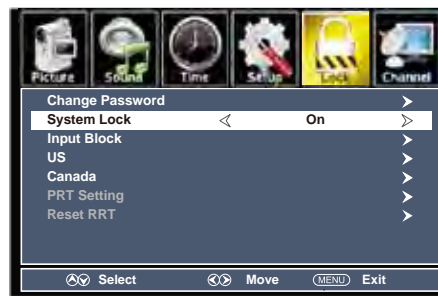 Picture Sound Time Setup Lock Channel
Change Password
System Lock On
Input Block
US
Canada
PRT Setting
Reset RRT
Select Move MENU Exit